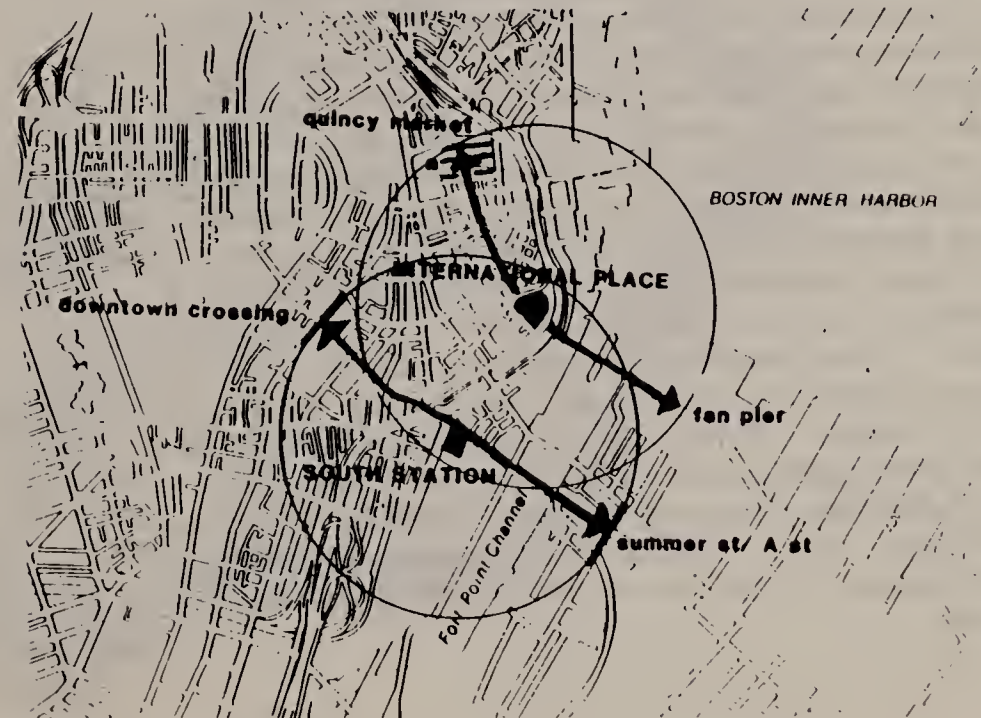 quincy market
BOSTON INNER HARBOR
INTERNATIONAL PLACE
downtown crossing
fan pier
SOUTH STATION
summer st/ A st
Fort Point Channel